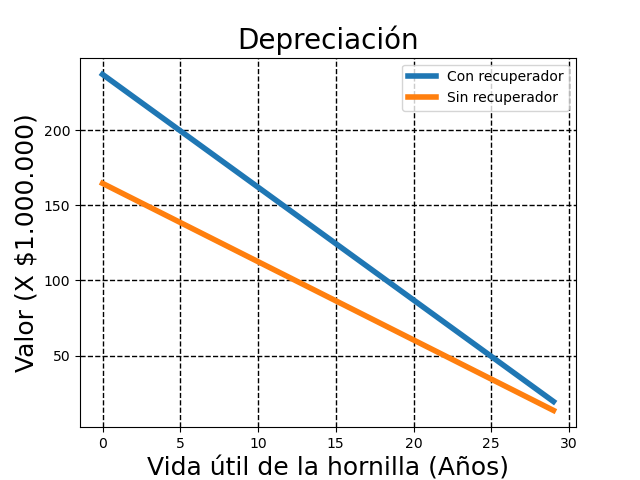 Depreciación
Con recuperador
Sin recuperador
Valor (X $1.000.000)
200
150
100
50
0 5 10 15 20 25 30
Vida útil de la hornilla (Años)